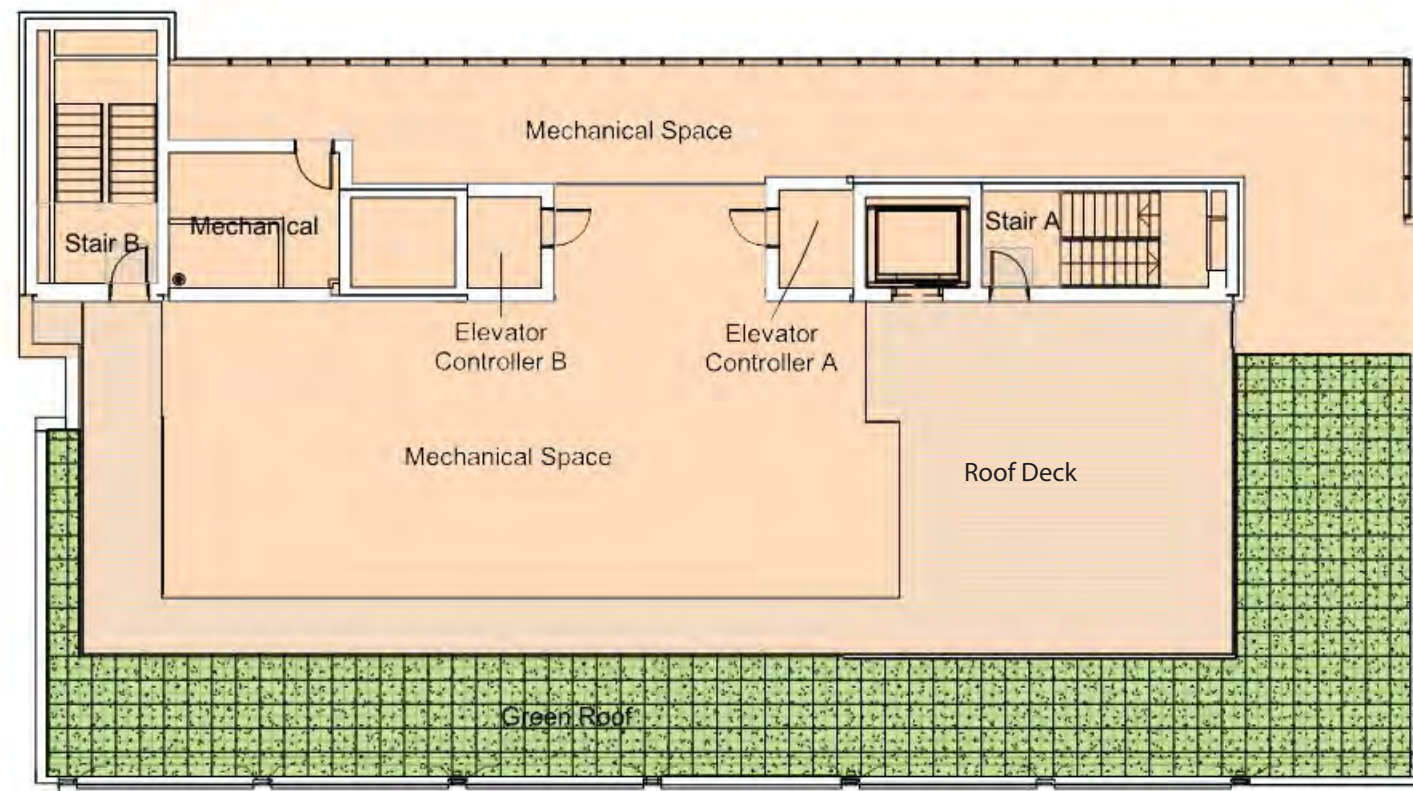 Mechanical Space
Stair B
Mechanical
Stair A
Elevator
Controller B
Elevator
Controller A
Mechanical Space
Roof Deck
Green Roof